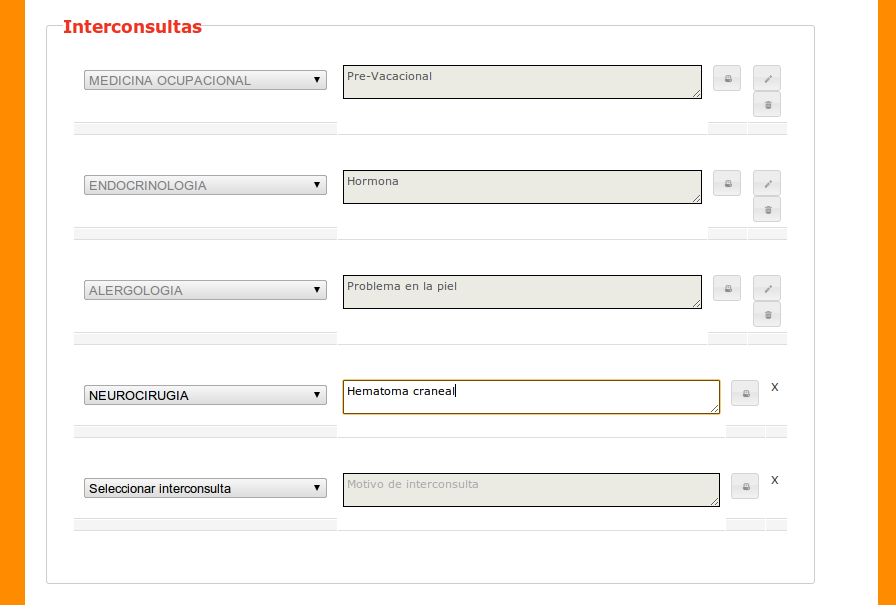 Interconsultas
MEDICINA OCUPACIONAL
Pre-Vacacional
ENDOCRINOLOGIA
Hormona
ALERGOLOGIA
Problema en la piel
NEUROCIRUGIA
Hematoma craneal
X
Seleccionar interconsulta
Motivo de interconsulta
X